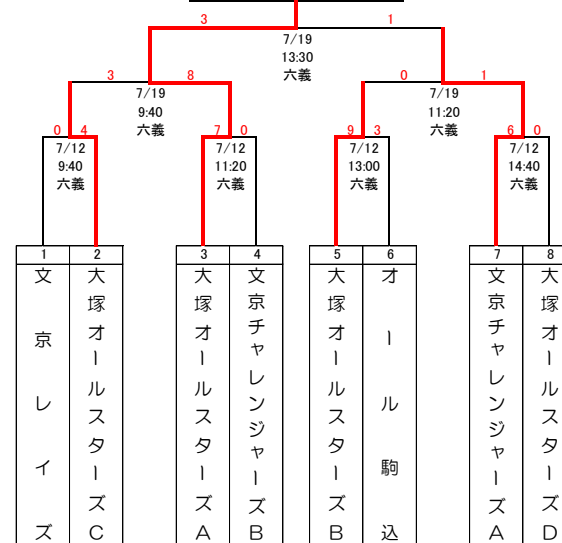 3 1
7/19
13:30
六義
3 8 0 1
7/19 7/19
9:40 11:20
六義 六義
0 4 7 0 9 3 6 0
7/12 7/12 7/12 7/12
9:40 11:20 13:00 14:40
六義 六義 六義 六義
1 2 3 4 5 6 7 8
文京レイズ
大塚オールスターズC
大塚オールスターズA
文京チャレンジャーズB
大塚オールスターズB
オール駒込
文京チャレンジャーズA
大塚オールスターズD